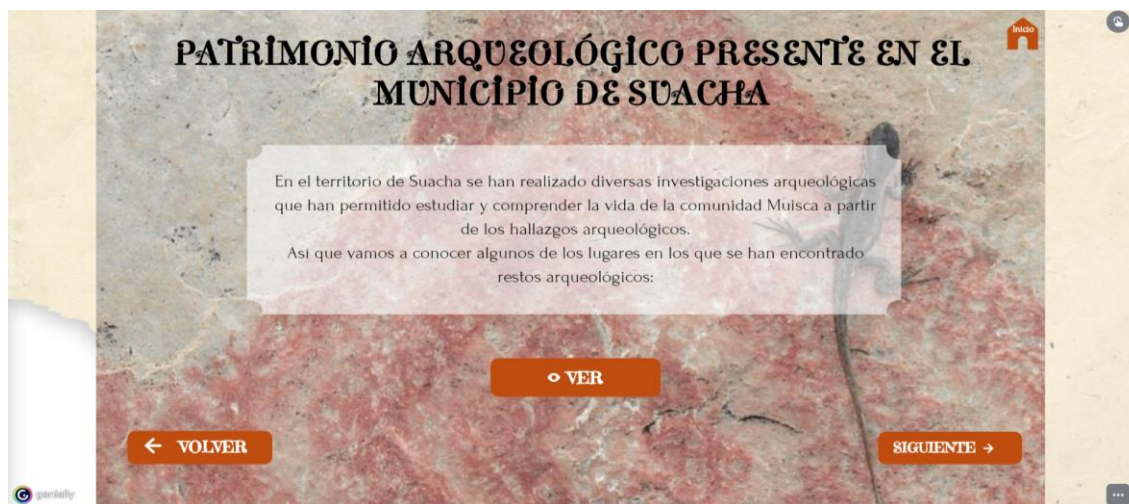 Inicio
PATRIMONIO ARQUEOLÓGICO PRESENTE EN EL
MUNICIPIO DE SUACHA
En el territorio de Suacha se han realizado diversas investigaciones arqueológicas
que han permitido estudiar y comprender la vida de la comunidad Muisca a partir
de los hallazgos arqueológicos.
Así que vamos a conocer algunos de los lugares en los que se han encontrado
restos arqueológicos:
VER
VOLVER
SIGUIENTE
genially